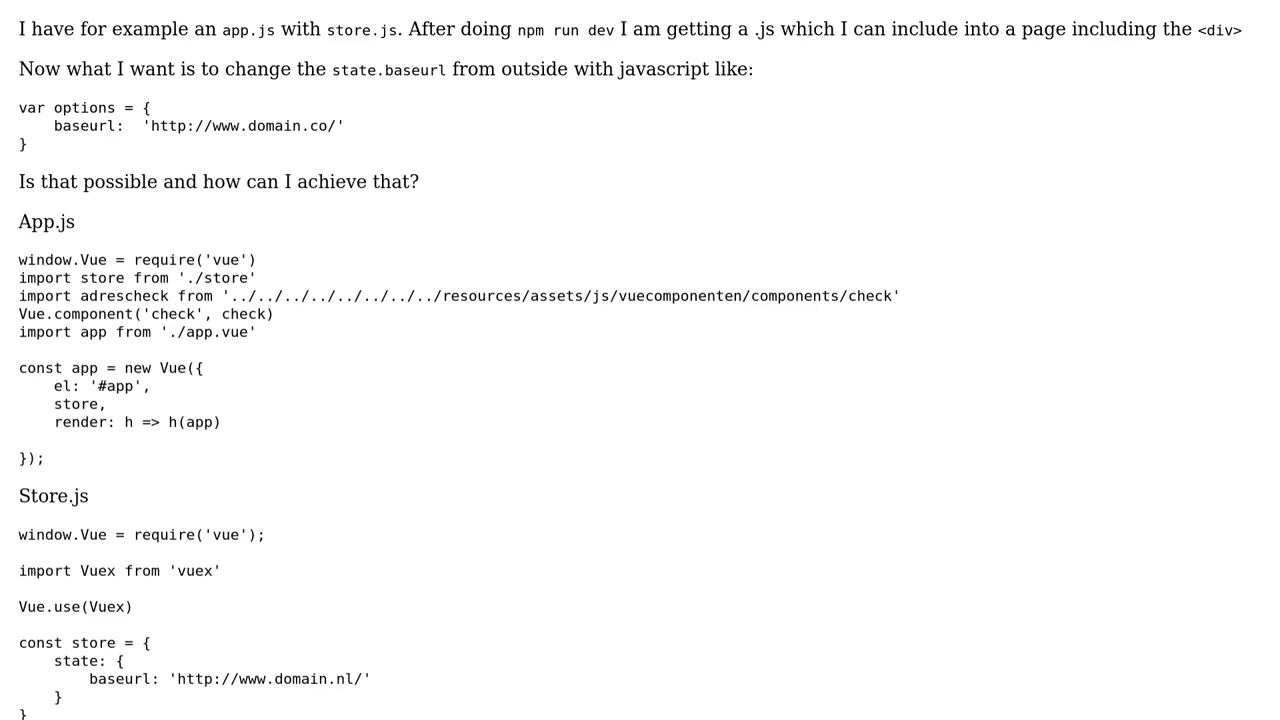 I have for example an app.js with store.js. After doing npm run dev I am getting a .js which I can include into a page including the <div>
Now what I want is to change the state.baseurl from outside with javascript like:
var options = {
    baseurl:  'http://www.domain.co/'
}
Is that possible and how can I achieve that?
App.js
window.Vue = require('vue')
import store from './store'
import adrescheck from '../../../../../../../../resources/assets/js/vuecomponenten/components/check'
Vue.component('check', check)
import app from './app.vue'
const app = new Vue({
    el: '#app',
    store,
    render: h => h(app)
});
Store.js
window.Vue = require('vue');
import Vuex from 'vuex'
Vue.use(Vuex)
const store = {
    state: {
        baseurl: 'http://www.domain.nl/'
    }
}